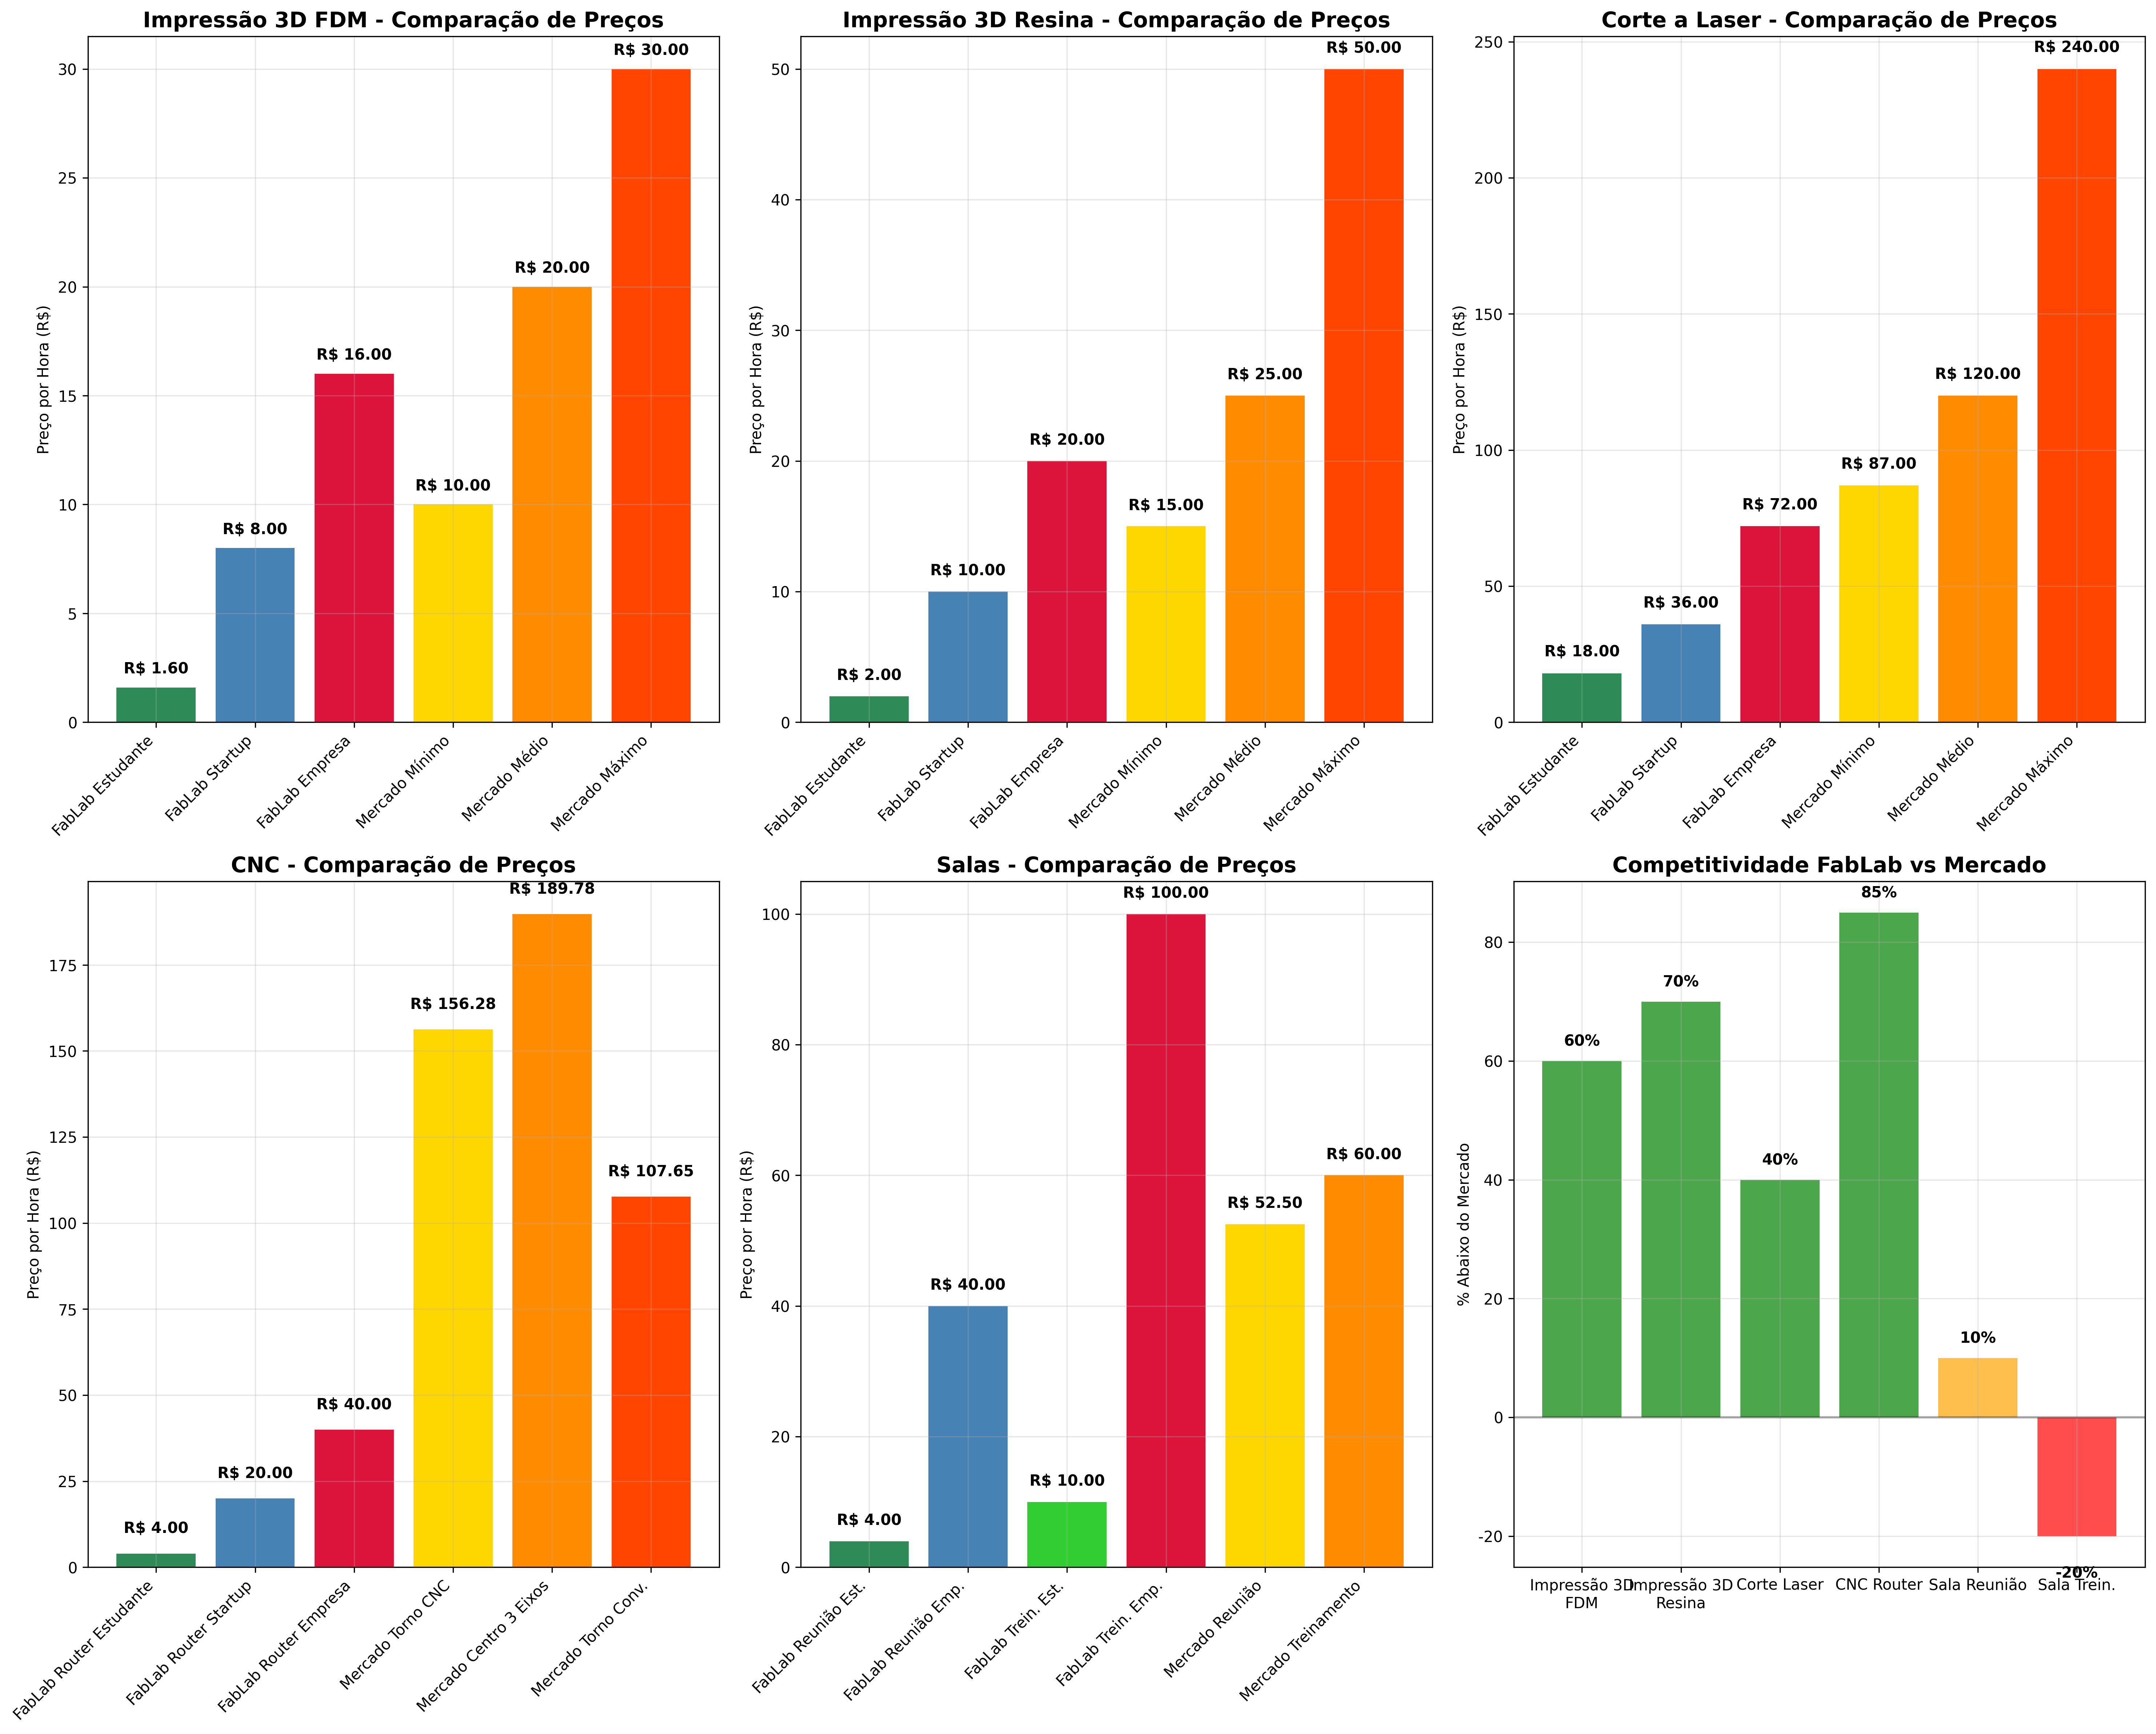 Impressão 3D FDM - Comparação de Preços
Preço por Hora (R$)
30
25
20
15
10
5
0
R$ 1.60
R$ 8.00
R$ 16.00
R$ 10.00
R$ 20.00
R$ 30.00
FabLab Estudante
FabLab Startup
FabLab Empresa
Mercado Mínimo
Mercado Médio
Mercado Máximo
Impressão 3D Resina - Comparação de Preços
Preço por Hora (R$)
50
40
30
20
10
0
R$ 2.00
R$ 10.00
R$ 20.00
R$ 15.00
R$ 25.00
R$ 50.00
FabLab Estudante
FabLab Startup
FabLab Empresa
Mercado Mínimo
Mercado Médio
Mercado Máximo
Corte a Laser - Comparação de Preços
Preço por Hora (R$)
250
200
150
100
50
0
R$ 18.00
R$ 36.00
R$ 72.00
R$ 87.00
R$ 120.00
R$ 240.00
FabLab Estudante
FabLab Startup
FabLab Empresa
Mercado Mínimo
Mercado Médio
Mercado Máximo
CNC - Comparação de Preços
Preço por Hora (R$)
175
150
125
100
75
50
25
0
R$ 4.00
R$ 20.00
R$ 40.00
R$ 156.28
R$ 189.78
R$ 107.65
FabLab Router Estudante
FabLab Router Startup
FabLab Router Empresa
Mercado Torno CNC
Mercado Centro 3 Eixos
Mercado Torno Conv.
Salas - Comparação de Preços
Preço por Hora (R$)
100
80
60
40
20
0
R$ 4.00
R$ 40.00
R$ 10.00
R$ 100.00
R$ 52.50
R$ 60.00
FabLab Reunião Est.
FabLab Reunião Emp.
FabLab Trein. Est.
FabLab Trein. Emp.
Mercado Reunião
Mercado Treinamento
Competitividade FabLab vs Mercado
% Abaixo do Mercado
80
60
40
20
0
-20
60%
70%
40%
85%
10%
-20%
Impressão 3D
FDM
Impressão 3D
Resina
Corte Laser
CNC Router
Sala Reunião
Sala Trein.